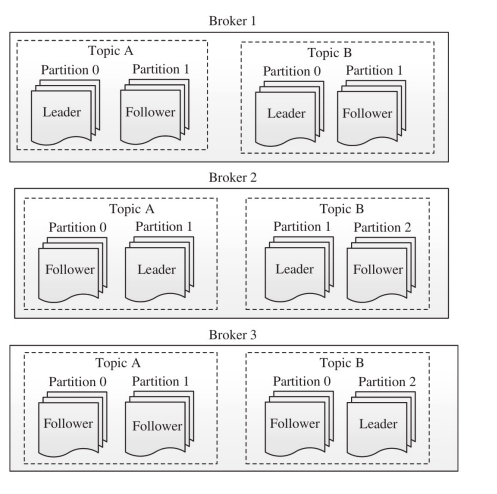 Broker 1
Topic A
Topic B
Partition 0 Partition 1
Partition 0 Partition 1
Leader Follower
Leader Follower
Broker 2
Topic A
Topic B
Partition 0 Partition 1
Partition 1 Partition 2
Follower Leader
Leader Follower
Broker 3
Topic A
Topic B
Partition 0 Partition 1
Partition 0 Partition 2
Follower Follower
Follower Leader